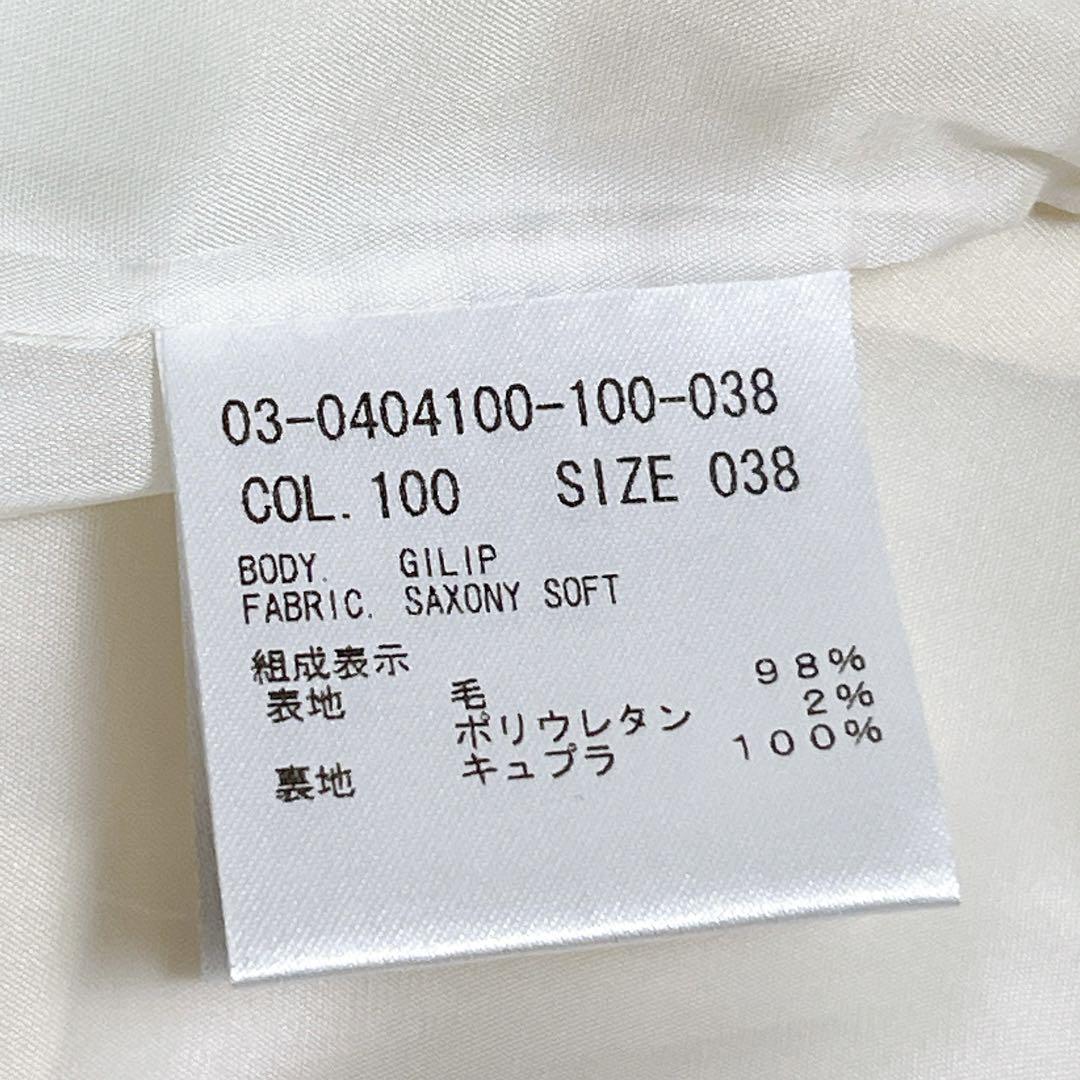 03-0404100-100-038
COL. 100 SIZE 038
BODY. GILIP
FABRIC. SAXONY SOFT
組成表示
表地 毛 98%
ポリウレタン 2%
裏地 キュプラ 100%